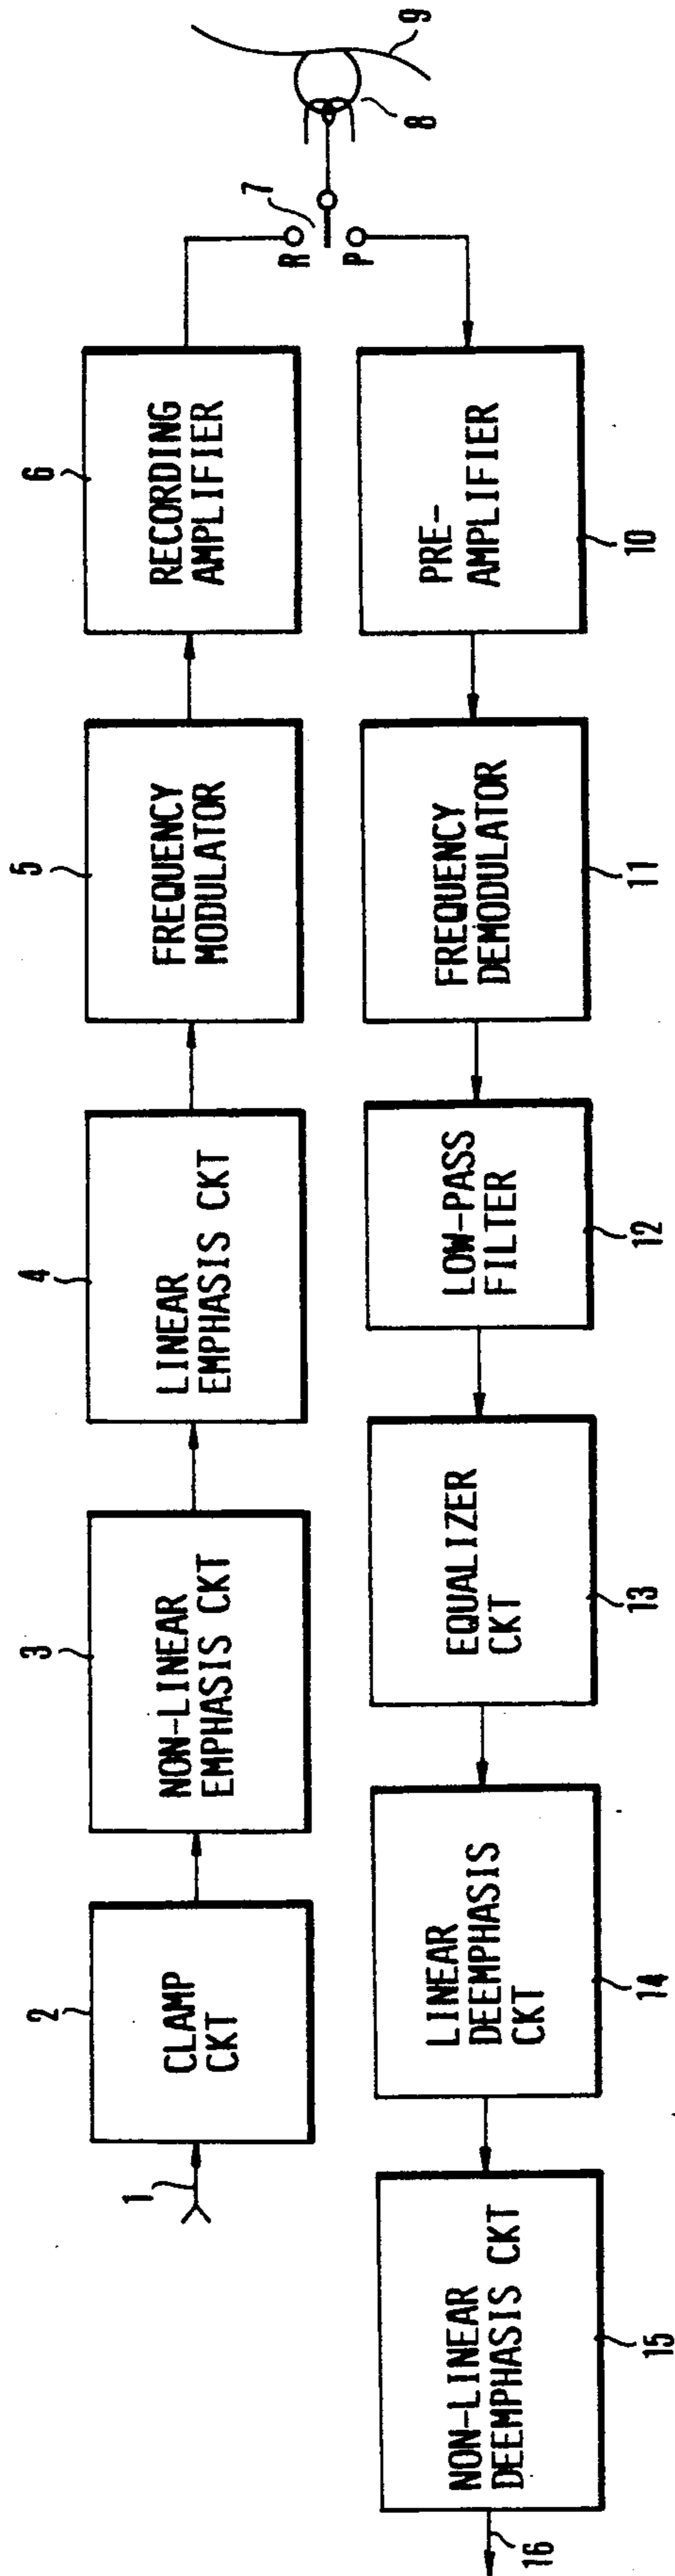 1
2
CLAMP
CKT
3
NON-LINEAR
EMPHASIS CKT
4
LINEAR
EMPHASIS CKT
5
FREQUENCY
MODULATOR
6
RECORDING
AMPLIFIER
R
7
P
8
9
PRE-
AMPLIFIER
10
FREQUENCY
DEMODULATOR
11
LOW-PASS
FILTER
12
EQUALIZER
CKT
13
LINEAR
DEEMPHASIS
CKT
14
NON-LINEAR
DEEMPHASIS CKT
15
16